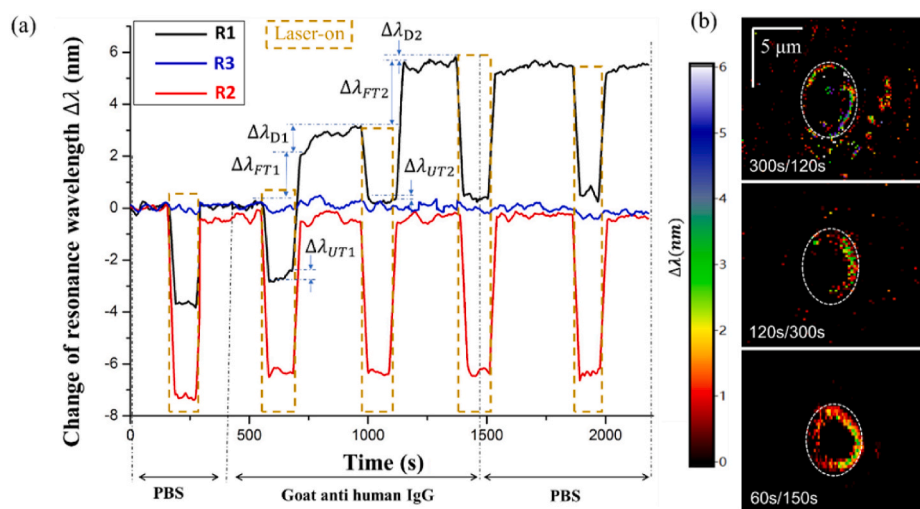 (a)
R1
R3
R2
Laser-on
Δλ_D2
Δλ_FT2
Δλ_D1
Δλ_FT1
Δλ_UT2
Δλ_UT1
Change of resonance wavelength Δλ (nm)
6
4
2
0
-2
-4
-6
-8
0
500
1000
1500
2000
Time (s)
PBS
Goat anti human IgG
PBS
Δλ(nm)
6
5
4
3
2
1
0
(b)
5 μm
300s/120s
120s/300s
60s/150s